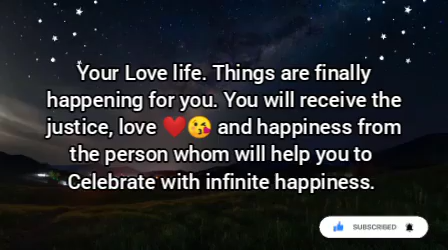 Your Love life. Things are finally
happening for you. You will receive the
justice, love ❤️😘 and happiness from
the person whom will help you to
Celebrate with infinite happiness.
SUBSCRIBED